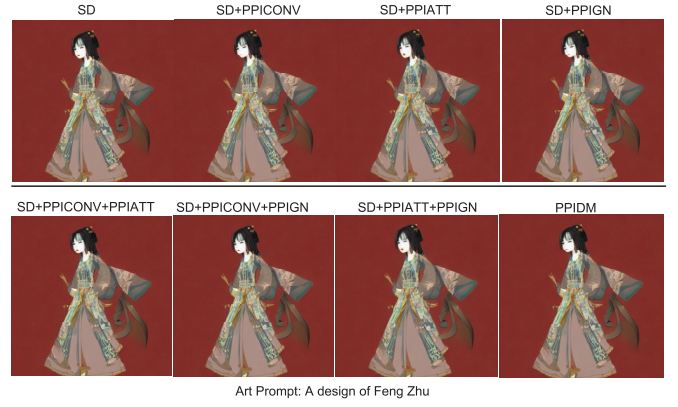 SD SD+PPICONV SD+PPIATT SD+PPIGN
SD+PPICONV+PPIATT SD+PPICONV+PPIGN SD+PPIATT+PPIGN PPIDM
Art Prompt: A design of Feng Zhu